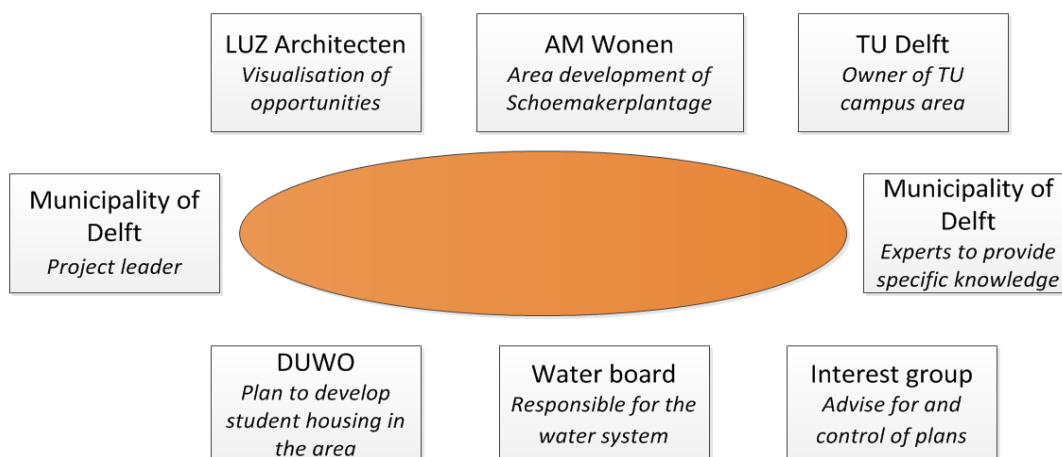 LUZ Architecten
Visualisation of
opportunities
AM Wonen
Area development of
Schoemakerplantage
TU Delft
Owner of TU
campus area
Municipality of
Delft
Project leader
Municipality of
Delft
Experts to provide
specific knowledge
DUWO
Plan to develop
student housing in
the area
Water board
Responsible for the
water system
Interest group
Advise for and
control of plans